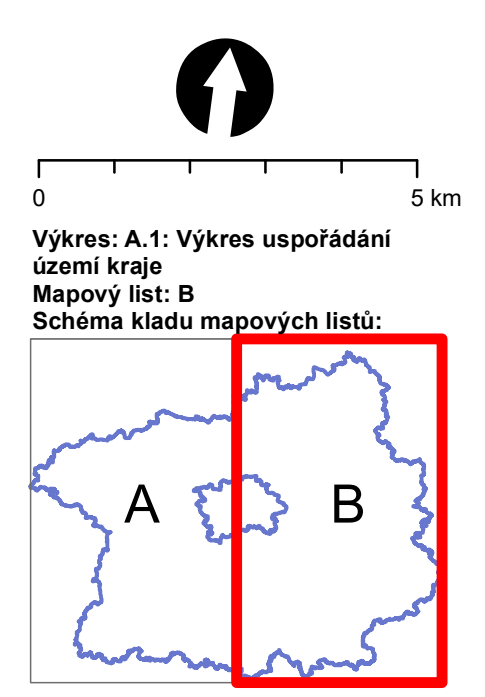 0 5 km
Výkres: A.1: Výkres uspořádání
území kraje
Mapový list: B
Schéma kladu mapových listů:
A B